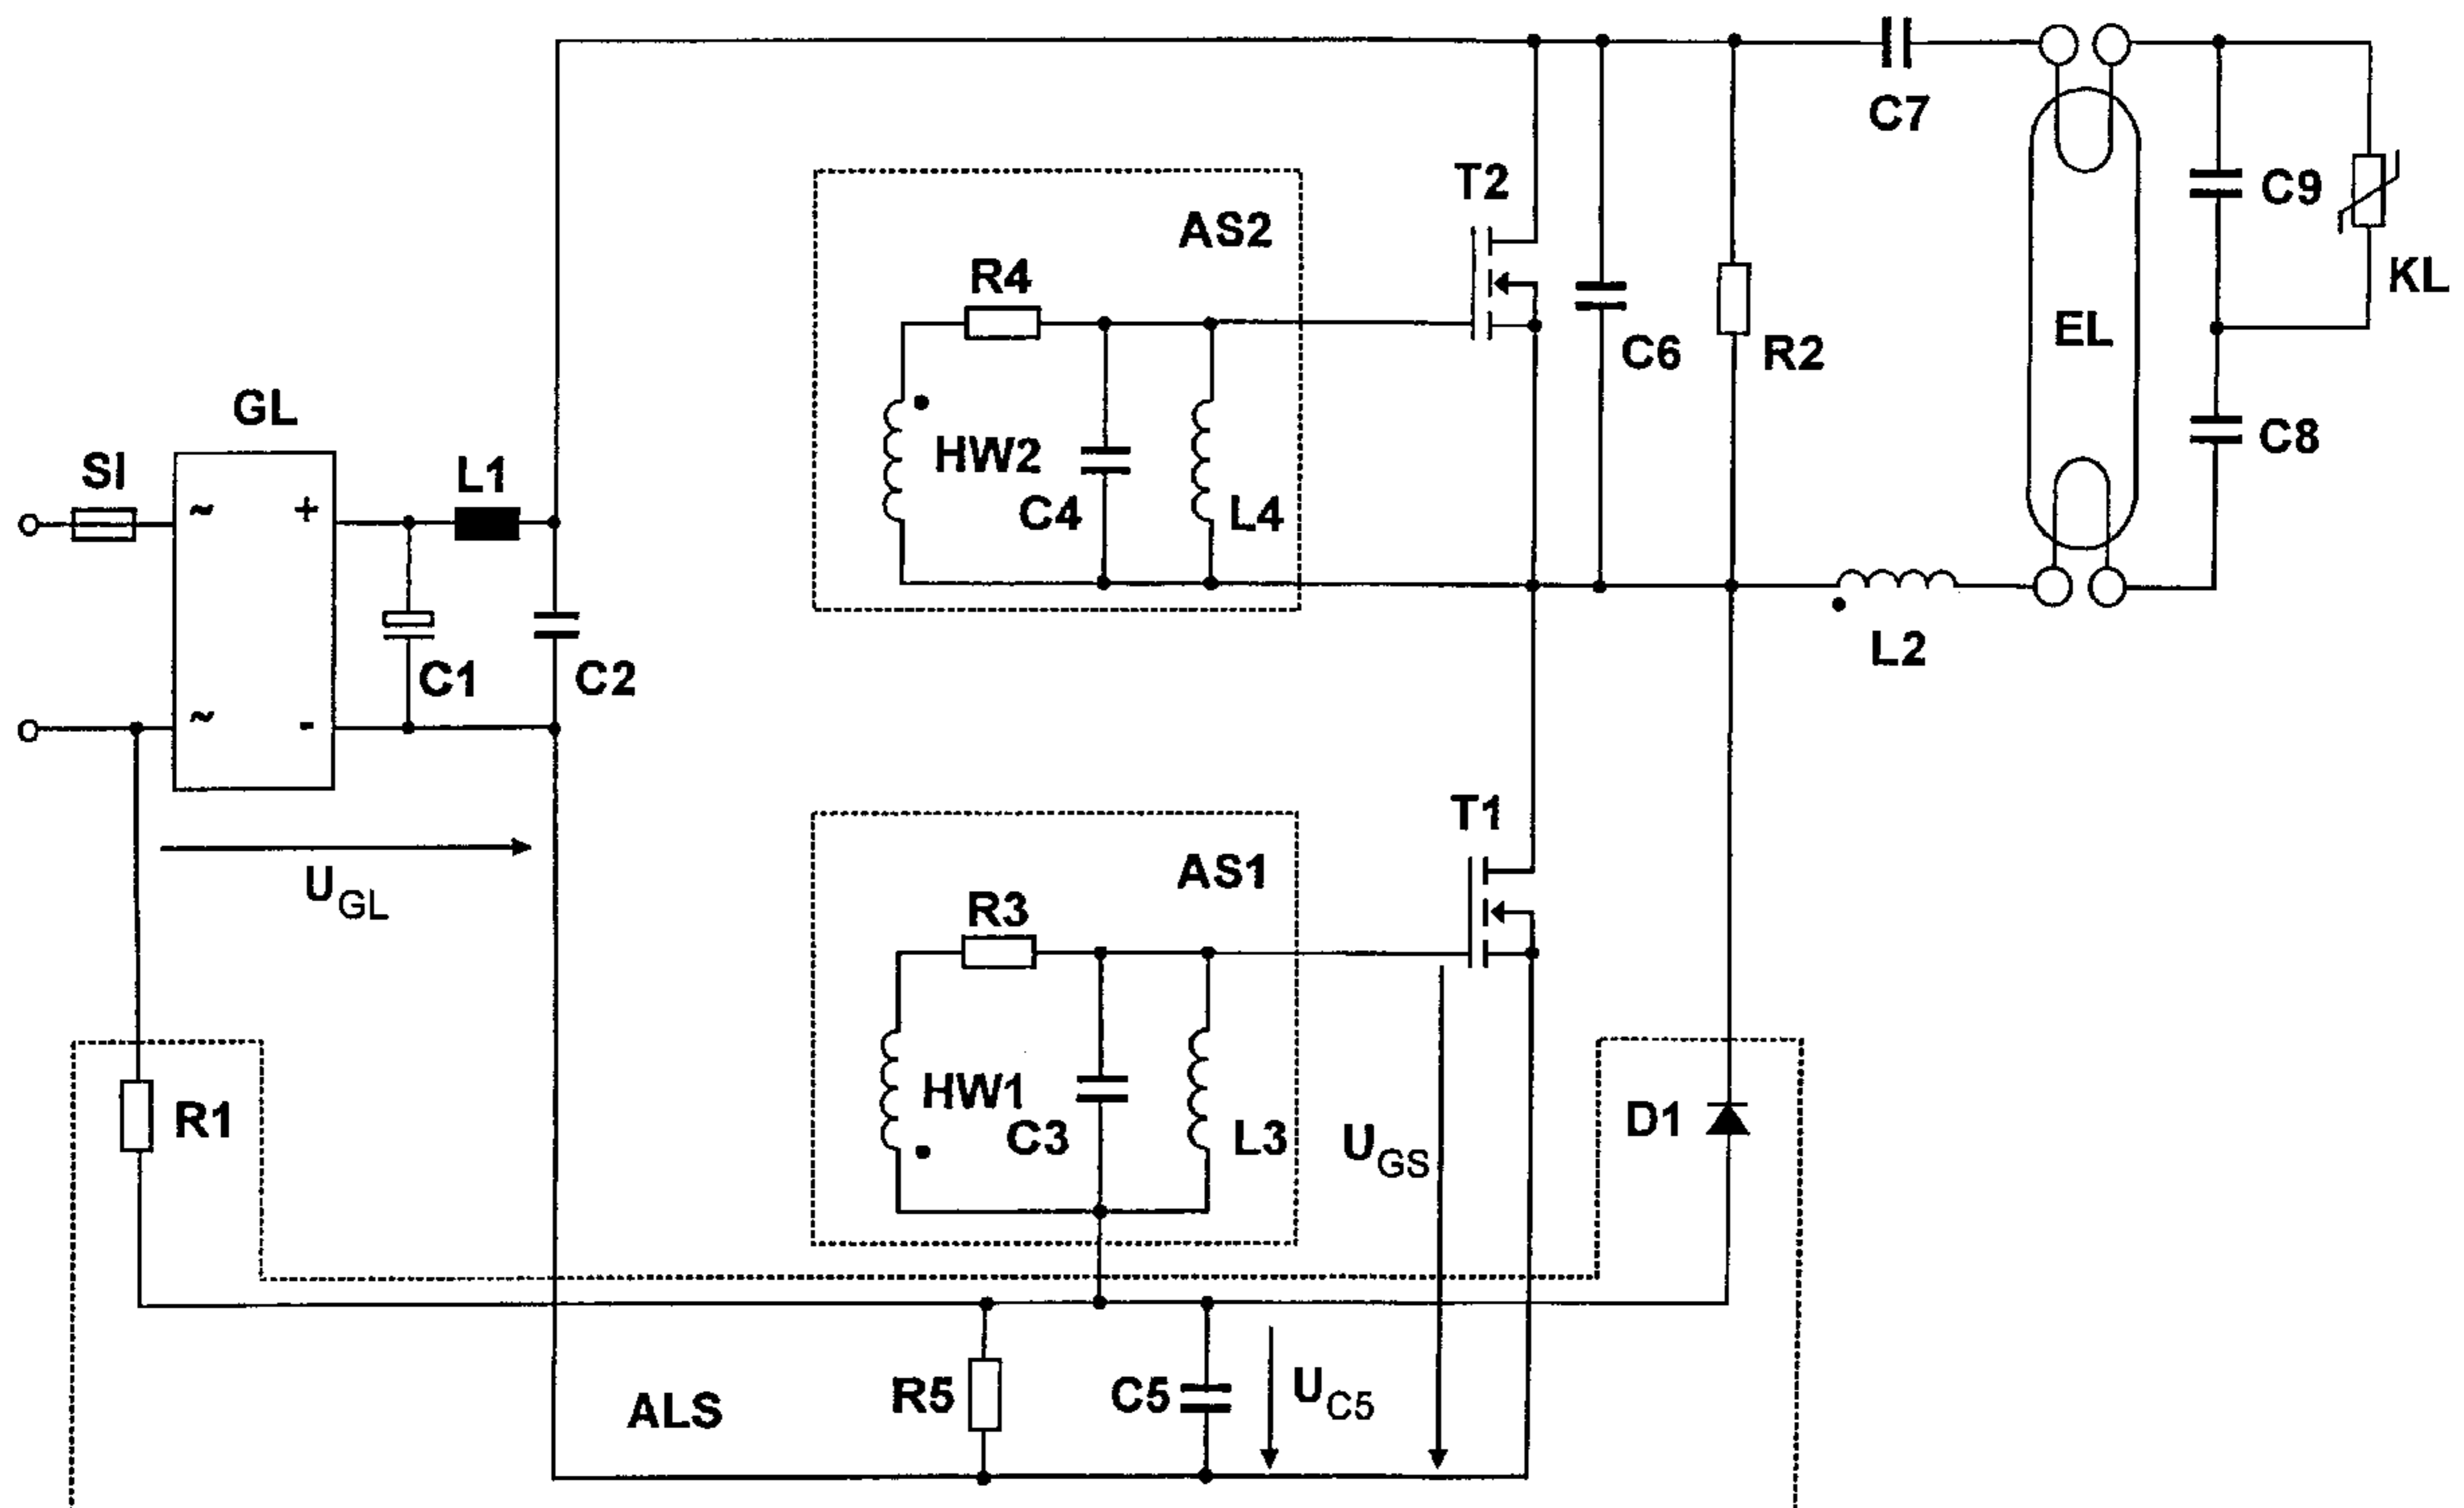 C7
T2
AS2
C9
R4
KL
C6
R2
EL
GL
HW2
C8
SI
L1
C4
L4
~
+
L2
C1
C2
~
-
T1
U GL
AS1
R3
HW1
R1
D1
C3
L3
U GS
R5
C5
U C5
ALS